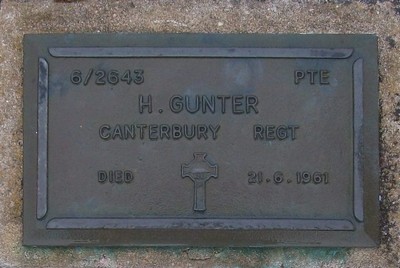 6/2643 PTE
H. GUNTER
CANTERBURY REGT
DIED 21.6.1961